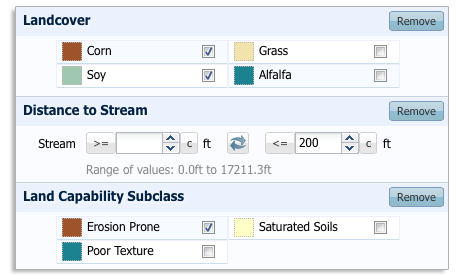 Landcover Remove
Corn Grass
Soy Alfalfa
Distance to Stream Remove
Stream >= c ft <= 200 c ft
Range of values: 0.0ft to 17211.3ft
Land Capability Subclass Remove
Erosion Prone Saturated Soils
Poor Texture